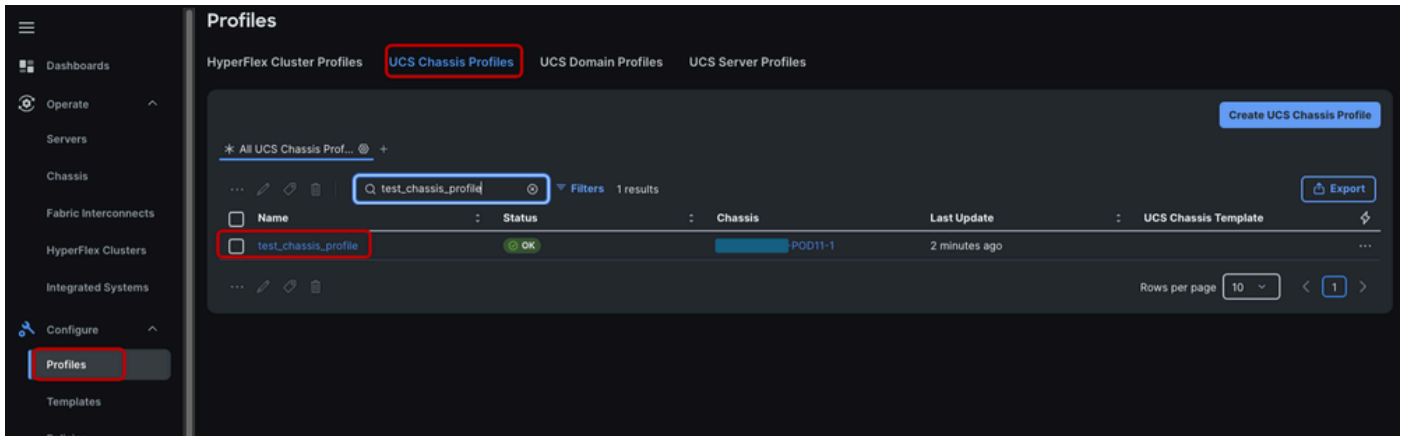 Profiles
Dashboards
Operate
Servers
Chassis
Fabric Interconnects
HyperFlex Clusters
Integrated Systems
Configure
Profiles
Templates
HyperFlex Cluster Profiles UCS Chassis Profiles UCS Domain Profiles UCS Server Profiles
Create UCS Chassis Profile
All UCS Chassis Prof... +
test_chassis_profile Filters 1 results Export
Name Status Chassis Last Update UCS Chassis Template
test_chassis_profile OK -POD11-1 2 minutes ago
Rows per page 10 1